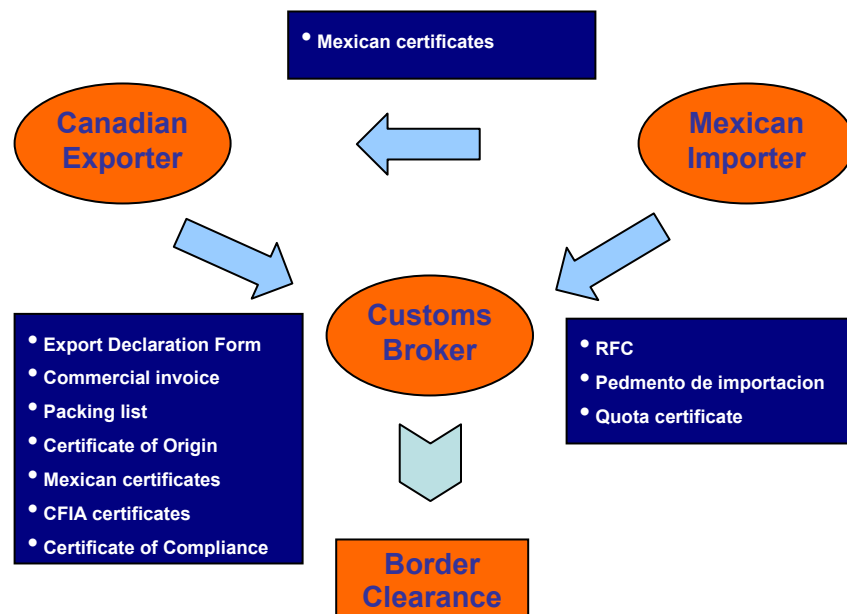 • Mexican certificates
Canadian
Exporter
Mexican
Importer
Customs
Broker
• Export Declaration Form
• Commercial invoice
• Packing list
• Certificate of Origin
• Mexican certificates
• CFIA certificates
• Certificate of Compliance
• RFC
• Pedmento de importacion
• Quota certificate
Border
Clearance